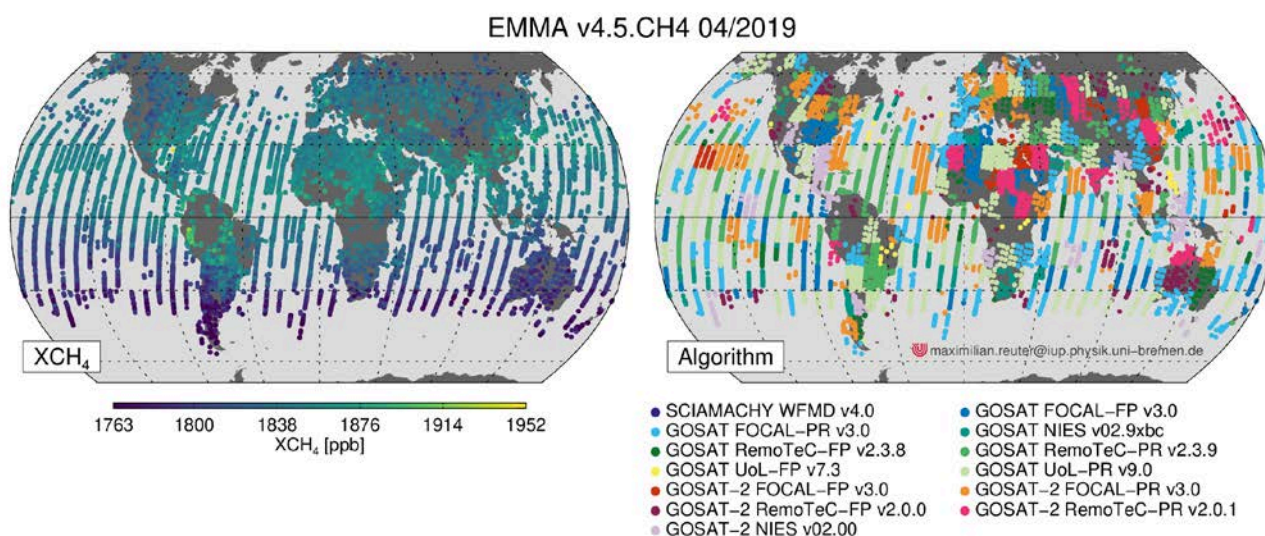 EMMA v4.5.CH4 04/2019
XCH₄
Algorithm
maximilian.reuter@iup.physik.uni-bremen.de
1763 1800 1838 1876 1914 1952
XCH₄ [ppb]
SCIAMACHY WFMD v4.0
GOSAT FOCAL-PR v3.0
GOSAT RemoTeC-FP v2.3.8
GOSAT UoL-FP v7.3
GOSAT-2 FOCAL-FP v3.0
GOSAT-2 RemoTeC-FP v2.0.0
GOSAT-2 NIES v02.00
GOSAT FOCAL-FP v3.0
GOSAT NIES v02.9xbc
GOSAT RemoTeC-PR v2.3.9
GOSAT UoL-PR v9.0
GOSAT-2 FOCAL-PR v3.0
GOSAT-2 RemoTeC-PR v2.0.1